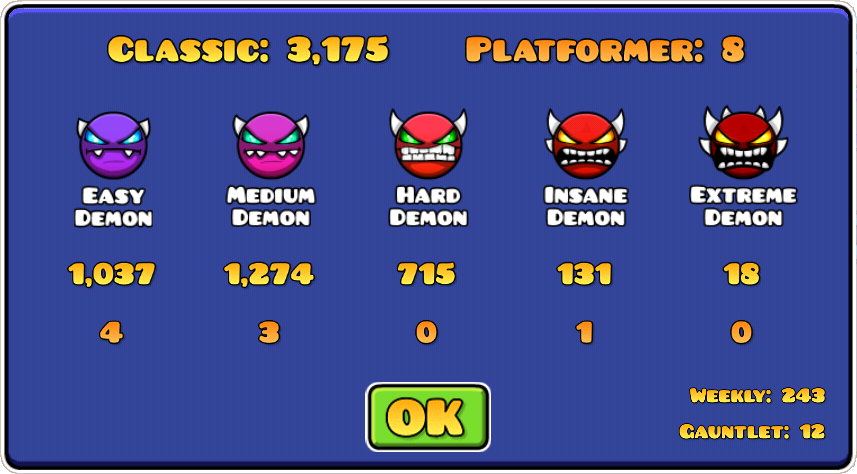 Classic: 3,175 Platformer: 8
Easy Demon Medium Demon Hard Demon Insane Demon Extreme Demon
1,037 1,274 715 131 18
4 3 0 1 0
Weekly: 243
OK
Gauntlet: 12